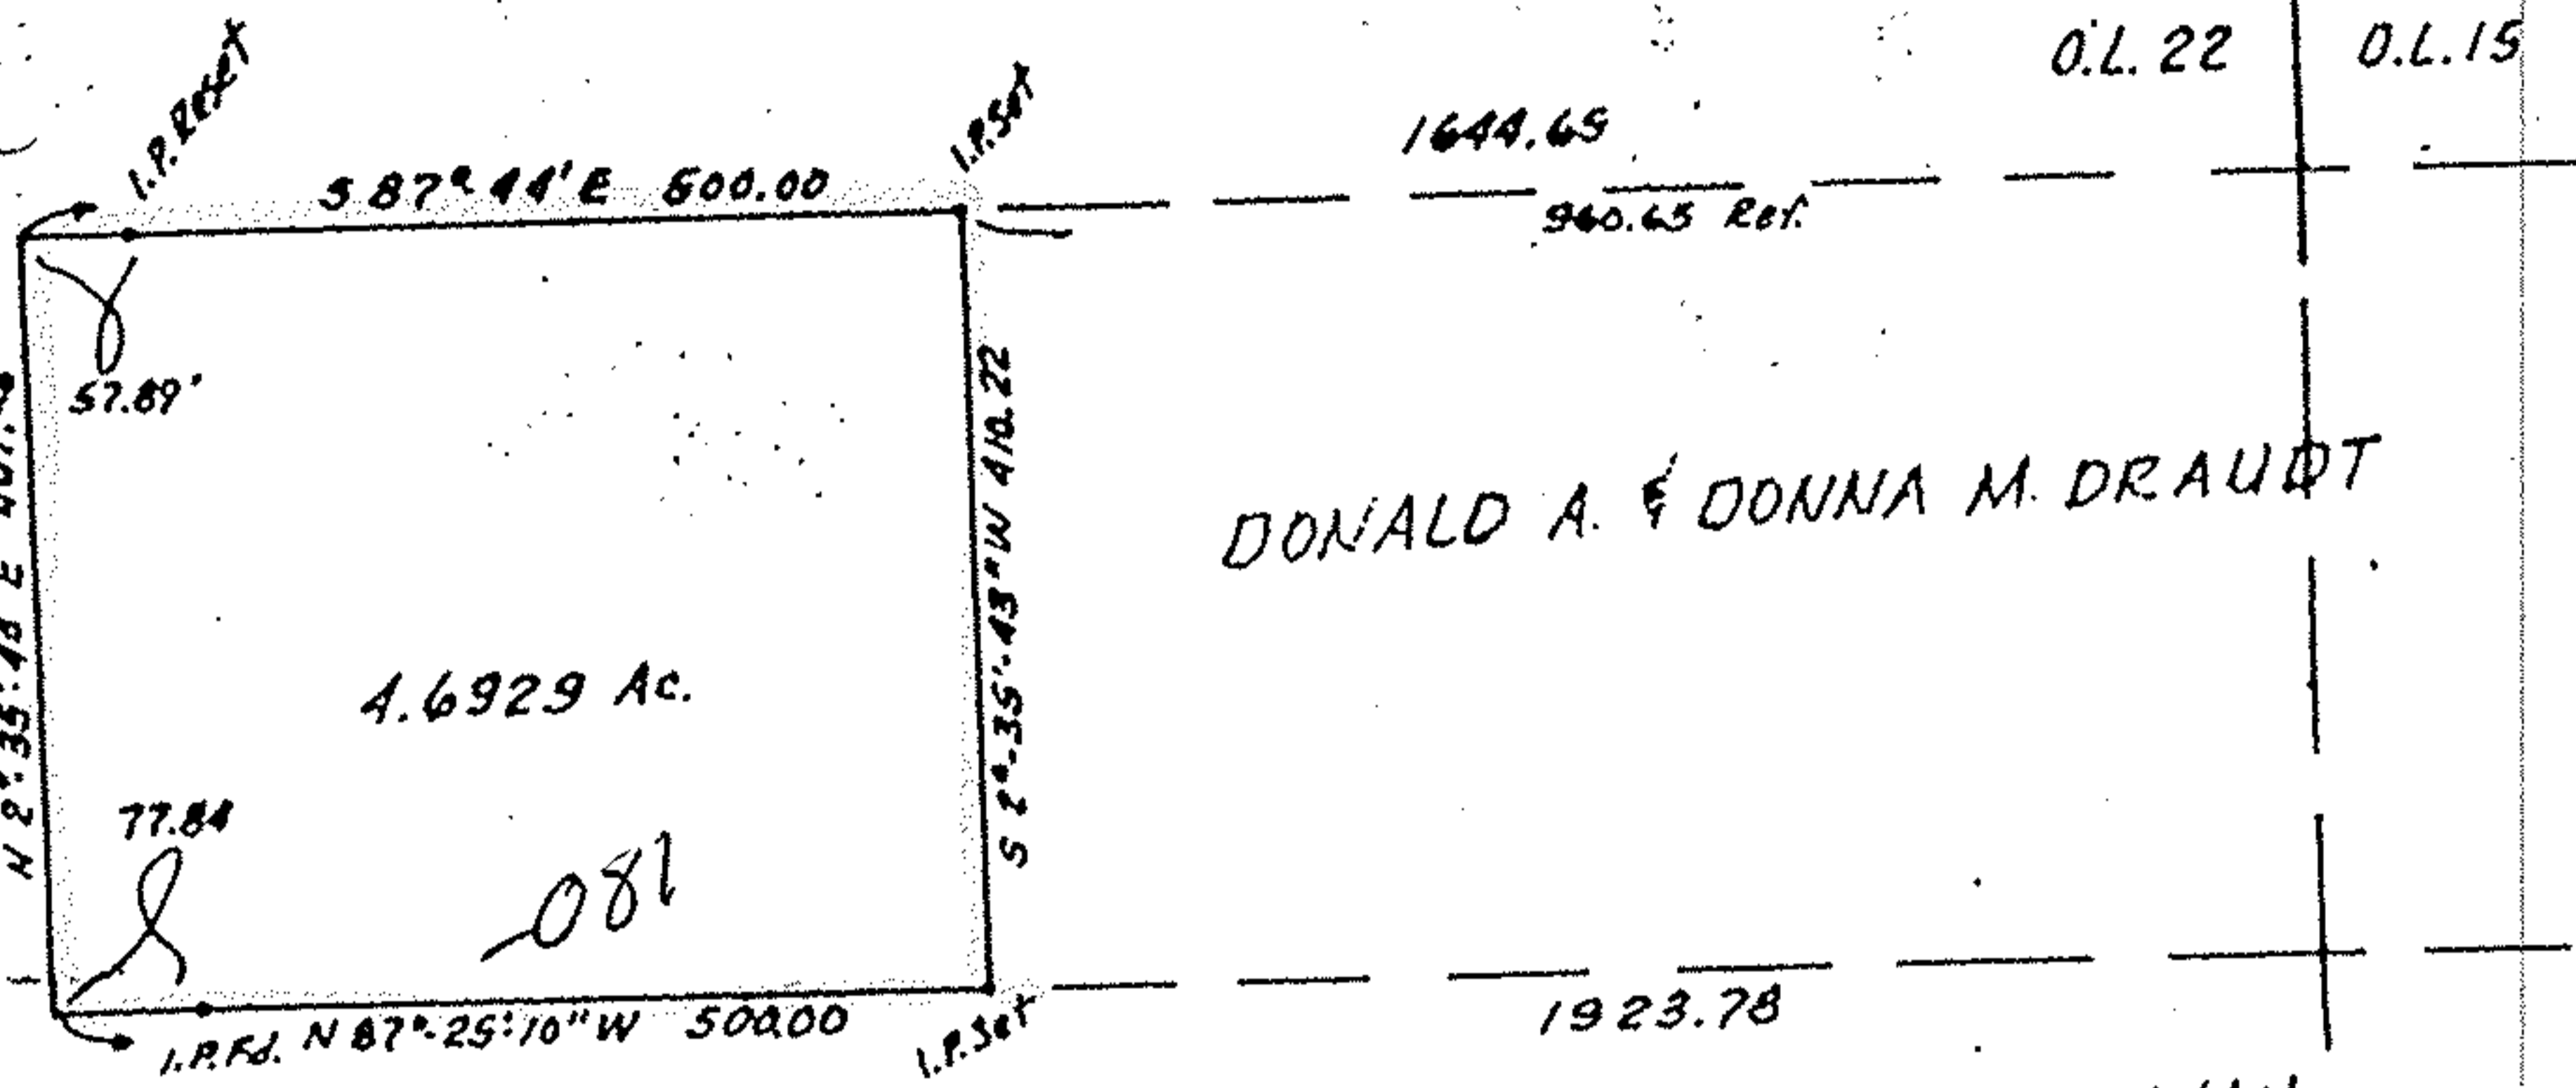 O.L. 22
O.L. 15
I.P. Reset
I.P. Set
S 87° 44' E 500.00
1644.65
960.65 Ref.
57.89'
S 2°-35'-43" W 410.22
DONALD A. & DONNA M. DRAUDT
4.6929 Ac.
77.84
-081
I.P. Fd.
N 87°-25'-10" W 500.00
I.P. Set
1923.78